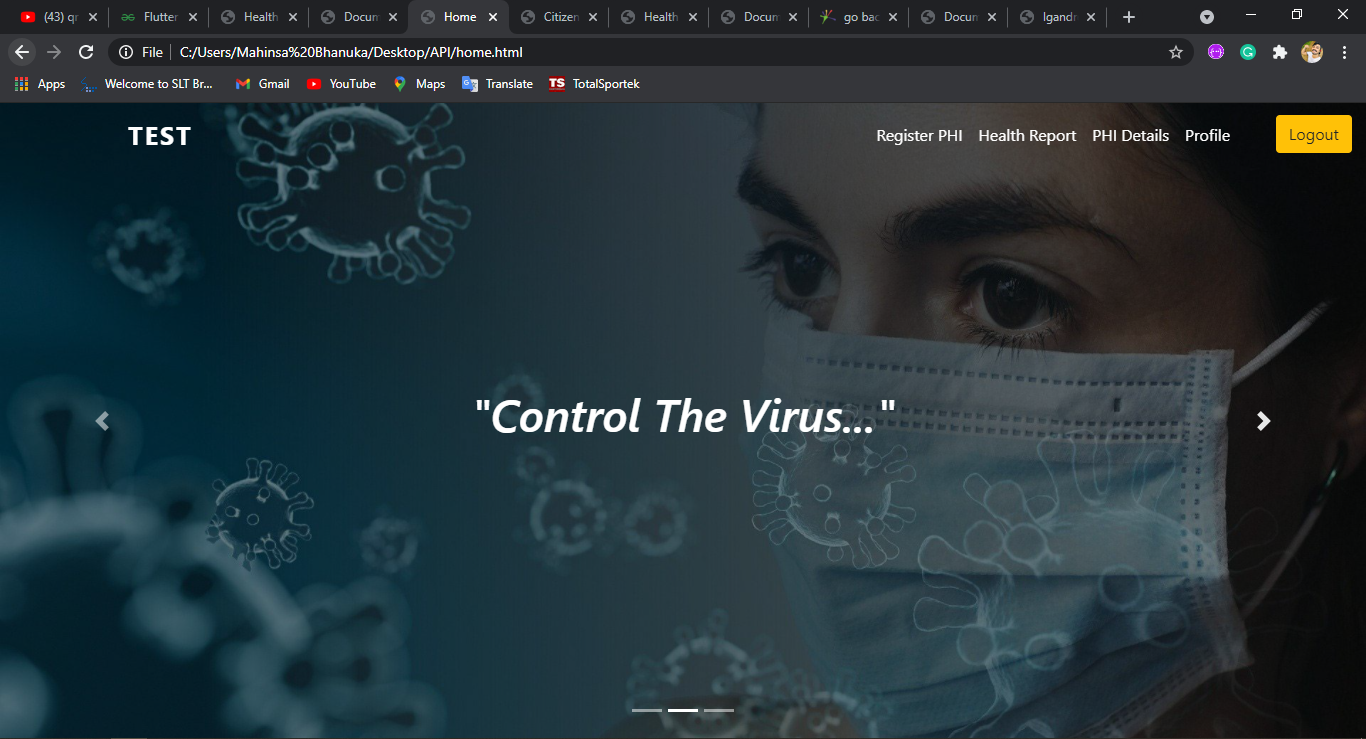 (43) qr
Flutter
Health
Docum
Home
Citizen
Health
Docum
go bac
Docum
Igandr
File
C:/Users/Mahinsa%20Bhanuka/Desktop/API/home.html
Apps
Welcome to SLT Br...
Gmail
YouTube
Maps
Translate
TS
TotalSportek
TEST
Register PHI
Health Report
PHI Details
Profile
Logout
"Control The Virus..."